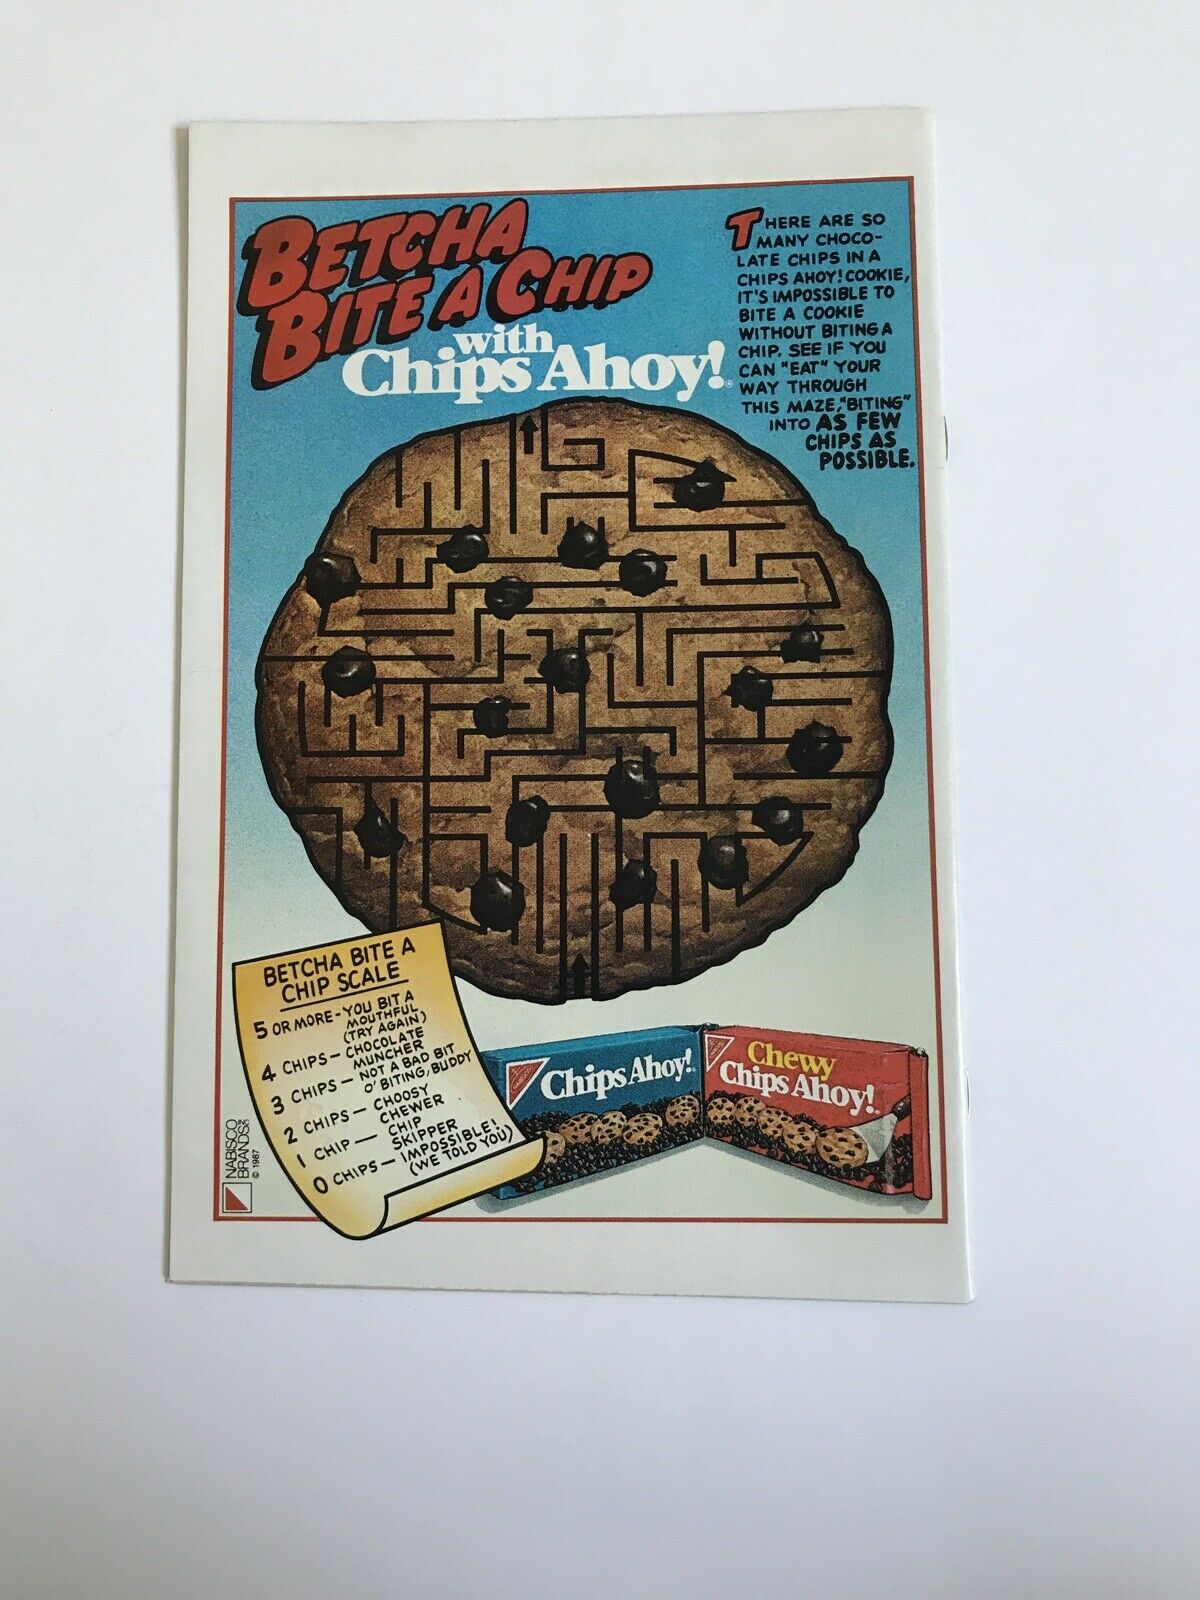 BETCHA
BITE A CHIP
with
Chips Ahoy!
THERE ARE SO
MANY CHOCO-
LATE CHIPS IN A
CHIPS AHOY! COOKIE,
IT'S IMPOSSIBLE TO
BITE A COOKIE
WITHOUT BITING A
CHIP. SEE IF YOU
CAN "EAT" YOUR
WAY THROUGH
THIS MAZE, "BITING"
INTO AS FEW
CHIPS AS
POSSIBLE.
BETCHA BITE A
CHIP SCALE
5 OR MORE - YOU BIT A
MOUTHFUL
(TRY AGAIN)
4 CHIPS - CHOCOLATE
MUNCHER
3 CHIPS - NOT A BAD BIT
O' BITING, BUDDY
2 CHIPS - CHOOSY
CHEWER
1 CHIP - CHIP
SKIPPER
0 CHIPS - IMPOSSIBLE!
(WE TOLD YOU)
Chips Ahoy!
Chewy
Chips Ahoy!
NABISCO
BRANDS
© 1987